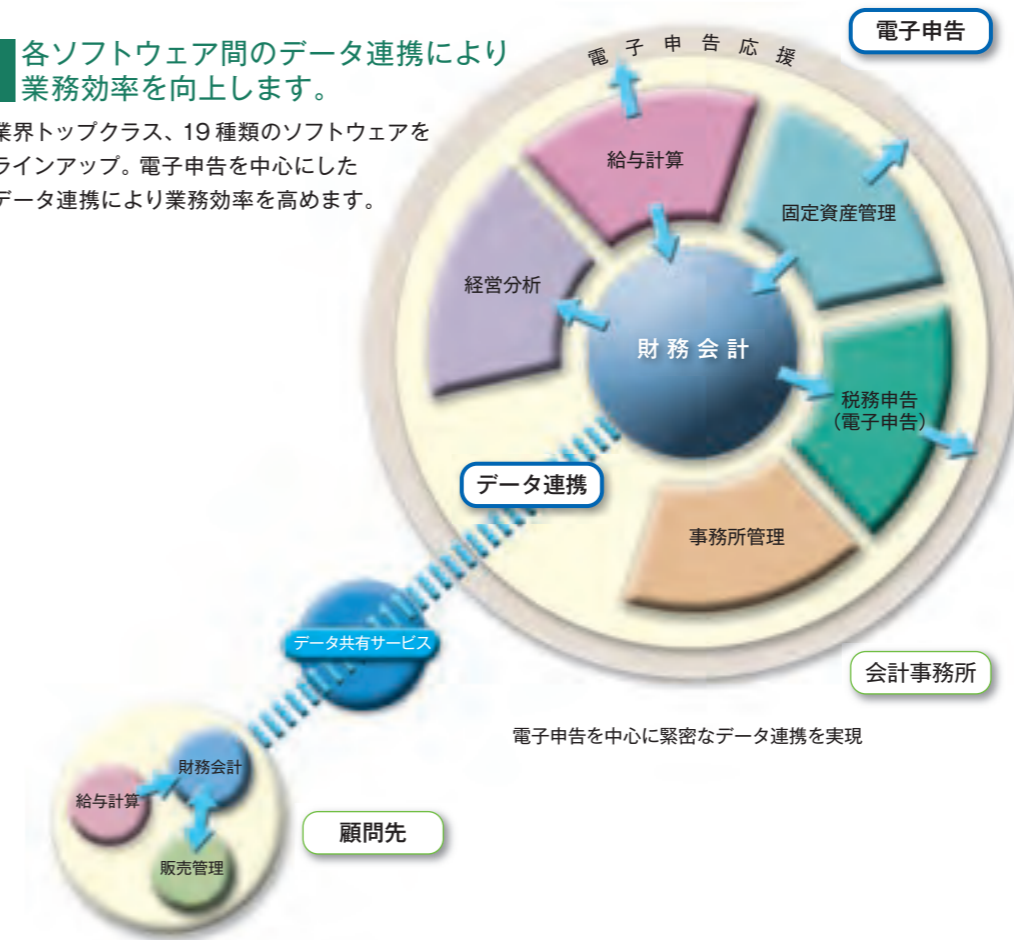 各ソフトウェア間のデータ連携により
業務効率を向上します。
業界トップクラス、19種類のソフトウェアを
ラインアップ。電子申告を中心にした
データ連携により業務効率を高めます。
電子申告
電子申告応援
給与計算
固定資産管理
経営分析
財務会計
税務申告
（電子申告）
データ連携
事務所管理
データ共有サービス
会計事務所
電子申告を中心に緊密なデータ連携を実現
財務会計
給与計算
顧問先
販売管理